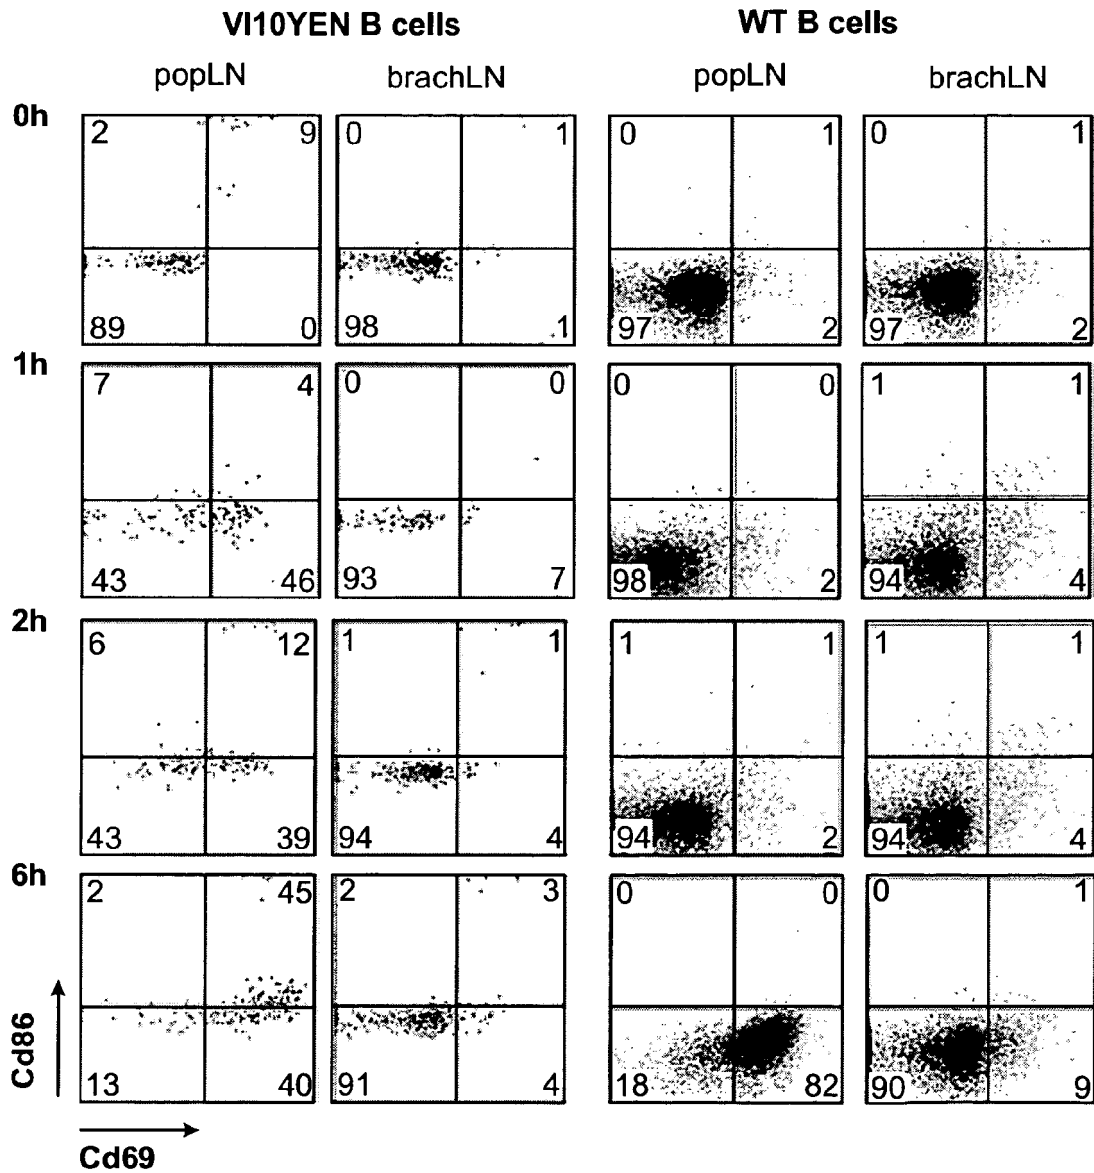 VI10YEN B cells WT B cells
popLN brachLN popLN brachLN
0h
2 9 0 1 0 1 0 1
89 0 98 1 97 2 97 2
1h
7 4 0 0 0 0 1 1
43 46 93 7 98 2 94 4
2h
6 12 1 1 1 1 1 1
43 39 94 4 94 2 94 4
6h
2 45 2 3 0 0 0 1
13 40 91 4 18 82 90 9
Cd86
Cd69